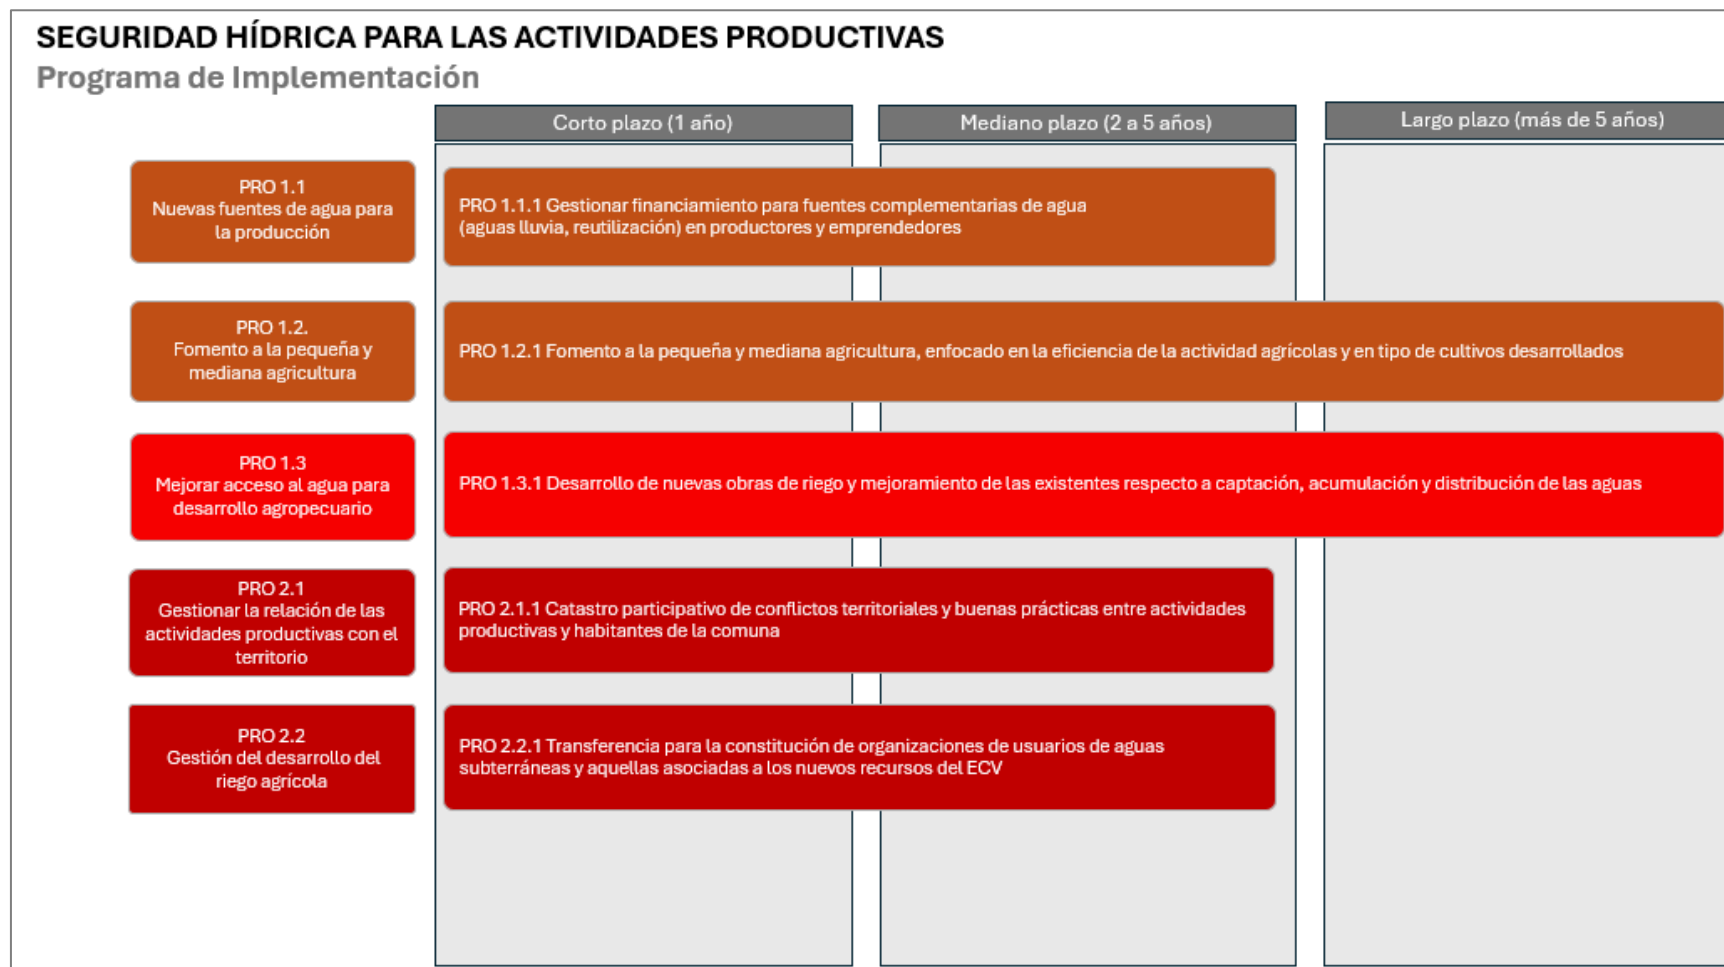 SEGURIDAD HÍDRICA PARA LAS ACTIVIDADES PRODUCTIVAS
Programa de Implementación
Corto plazo (1 año)
Mediano plazo (2 a 5 años)
Largo plazo (más de 5 años)
PRO 1.1
Nuevas fuentes de agua para
la producción
PRO 1.1.1 Gestionar financiamiento para fuentes complementarias de agua
(aguas lluvia, reutilización) en productores y emprendedores
PRO 1.2.
Fomento a la pequeña y
mediana agricultura
PRO 1.2.1 Fomento a la pequeña y mediana agricultura, enfocado en la eficiencia de la actividad agrícolas y en tipo de cultivos desarrollados
PRO 1.3
Mejorar acceso al agua para
desarrollo agropecuario
PRO 1.3.1 Desarrollo de nuevas obras de riego y mejoramiento de las existentes respecto a captación, acumulación y distribución de las aguas
PRO 2.1
Gestionar la relación de las
actividades productivas con el
territorio
PRO 2.1.1 Catastro participativo de conflictos territoriales y buenas prácticas entre actividades
productivas y habitantes de la comuna
PRO 2.2
Gestión del desarrollo del
riego agrícola
PRO 2.2.1 Transferencia para la constitución de organizaciones de usuarios de aguas
subterráneas y aquellas asociadas a los nuevos recursos del ECV